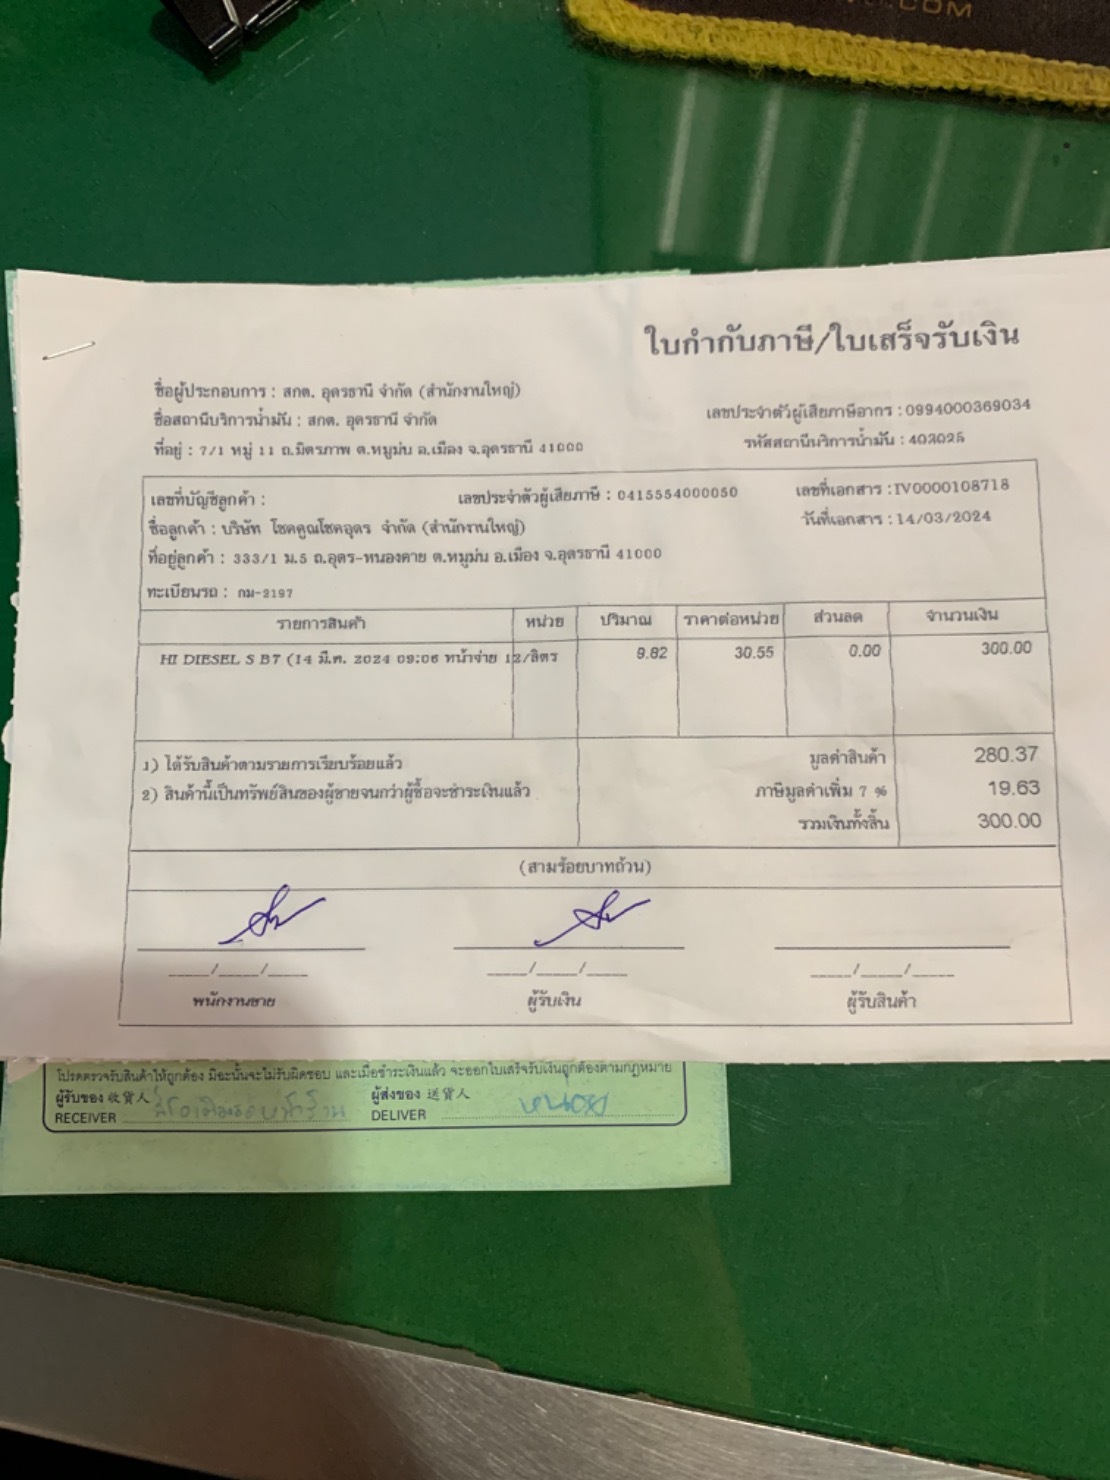 .COM
ใบกำกับภาษี/ใบเสร็จรับเงิน
ชื่อผู้ประกอบการ : สกต. อุดรธานี จำกัด (สำนักงานใหญ่)
เลขประจำตัวผู้เสียภาษีอากร : 0994000369034
ชื่อสถานีบริการน้ำมัน : สกต. อุดรธานี จำกัด
รหัสสถานีบริการน้ำมัน : 403025
ที่อยู่ : 7/1 หมู่ 11 ถ.มิตรภาพ ต.หมูม่น อ.เมือง จ.อุดรธานี 41000
เลขที่บัญชีลูกค้า : เลขประจำตัวผู้เสียภาษี : 0415554000050 เลขที่เอกสาร : IV0000108718
ชื่อลูกค้า : บริษัท โชคคูณโชคอุดร จำกัด (สำนักงานใหญ่) วันที่เอกสาร : 14/03/2024
ที่อยู่ลูกค้า : 333/1 ม.5 ถ.อุดร-หนองคาย ต.หมูม่น อ.เมือง จ.อุดรธานี 41000
ทะเบียนรถ : กม-2197
รายการสินค้า หน่วย ปริมาณ ราคาต่อหน่วย ส่วนลด จำนวนเงิน
HI DIESEL S B7 (14 มี.ค. 2024 09:06 หน้าจ่าย 12/ลิตร 9.82 30.55 0.00 300.00
1) ได้รับสินค้าตามรายการเรียบร้อยแล้ว มูลค่าสินค้า 280.37
2) สินค้านี้เป็นทรัพย์สินของผู้ขายจนกว่าผู้ซื้อจะชำระเงินแล้ว ภาษีมูลค่าเพิ่ม 7 % 19.63
รวมเงินทั้งสิ้น 300.00
(สามร้อยบาทถ้วน)
____/____/____ ____/____/____ ____/____/____
พนักงานขาย ผู้รับเงิน ผู้รับสินค้า
โปรดตรวจรับสินค้าให้ถูกต้อง มิฉะนั้นจะไม่รับผิดชอบ และเมื่อชำระเงินแล้ว จะออกใบเสร็จรับเงินถูกต้องตามกฎหมาย
ผู้รับของ 收貨人 ผู้ส่งของ 送貨人
RECEIVER DELIVER หน่อย